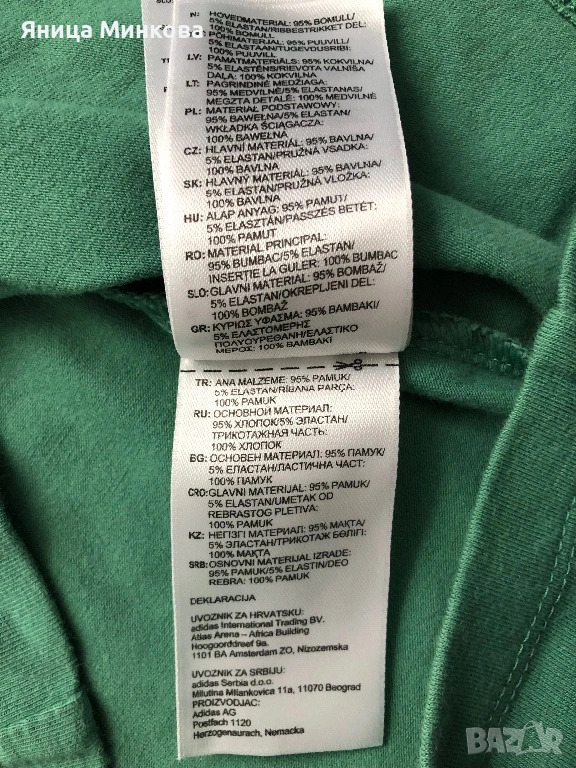 Яница Минкова
N: HOVEDMATERIAL: 95% BOMULL/
5% ELASTAN/RIBBESTRIKKET DEL:
100% BOMULL
PÕHIMATERJAL: 95% PUUVILL/
5% ELASTAAN/TUGEVDUSRIBI:
100% PUUVILL
LV: PAMATMATERIĀLS: 95% KOKVILNA/
5% ELASTĒNS/RIEVOTA VALNĪŠA
DAĻA: 100% KOKVILNA
LT: PAGRINDINĖ MEDŽIAGA:
95% MEDVILNĖ/5% ELASTANAS/
MEGZTA DETALĖ: 100% MEDVILNĖ
PL: MATERIAŁ PODSTAWOWY:
95% BAWEŁNA/5% ELASTAN/
WKŁADKA ŚCIĄGACZA:
100% BAWEŁNA
CZ: HLAVNÍ MATERIÁL: 95% BAVLNA/
5% ELASTAN/PRUŽNÁ VSADKA:
100% BAVLNA
SK: HLAVNÝ MATERIÁL: 95% BAVLNA/
5% ELASTAN/PRUŽNÁ VLOŽKA:
100% BAVLNA
HU: ALAP ANYAG: 95% PAMUT/
5% ELASZTÁN/PASSZÉS BETÉT:
100% PAMUT
RO: MATERIAL PRINCIPAL:
95% BUMBAC/5% ELASTAN/
INSERŢIE LA GULER: 100% BUMBAC
SLO: GLAVNI MATERIAL: 95% BOMBAŽ/
5% ELASTAN/OKREPLJENI DEL:
100% BOMBAŽ
GR: ΚΥΡΙΩΣ ΥΦΑΣΜΑ: 95% ΒΑΜΒΑΚΙ/
5% ΕΛΑΣΤΟΜΕΡΗΣ
ΠΟΛΥΟΥΡΕΘΑΝΗ/ΕΛΑΣΤΙΚΟ
ΜΕΡΟΣ: 100% ΒΑΜΒΑΚΙ
TR: ANA MALZEME: 95% PAMUK/
5% ELASTAN/RİBANA PARÇA:
100% PAMUK
RU: ОСНОВНОЙ МАТЕРИАЛ:
95% ХЛОПОК/5% ЭЛАСТАН/
ТРИКОТАЖНАЯ ЧАСТЬ:
100% ХЛОПОК
BG: ОСНОВЕН МАТЕРИАЛ: 95% ПАМУК/
5% ЕЛАСТАН/ЛАСТИЧНА ЧАСТ:
100% ПАМУК
CRO: GLAVNI MATERIJAL: 95% PAMUK/
5% ELASTAN/UMETAK OD
REBRASTOG PLETIVA:
100% PAMUK
KZ: НЕГІЗГІ МАТЕРИАЛ: 95% МАҚТА/
5% ЭЛАСТАН/ТРИКОТАЖ БӨЛІГІ:
100% МАҚТА
SRB: OSNOVNI MATERIJAL IZRADE:
95% PAMUK/5% ELASTIN/DEO
REBRA: 100% PAMUK
DEKLARACIJA
UVOZNIK ZA HRVATSKU:
adidas International Trading BV.
Atlas Arena – Africa Building
Hoogoorddreef 9a.
1101 BA Amsterdam ZO, Nizozemska
UVOZNIK ZA SRBIJU:
adidas Serbia d.o.o.
Milutina Milankovica 11a, 11070 Beograd
PROIZVODJAC:
Adidas AG
Postfach 1120
Herzogenaurach, Nemacka
BAZAR